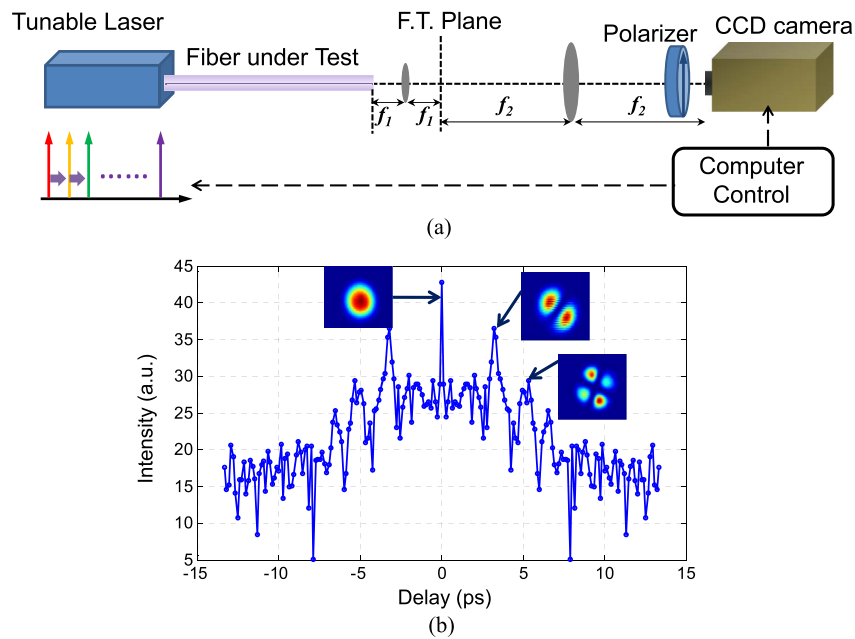 Tunable Laser
Fiber under Test
F.T. Plane
Polarizer
CCD camera
f1
f1
f2
f2
Computer
Control
(a)
45
40
35
30
25
20
15
10
5
-15
-10
-5
0
5
10
15
Intensity (a.u.)
Delay (ps)
(b)